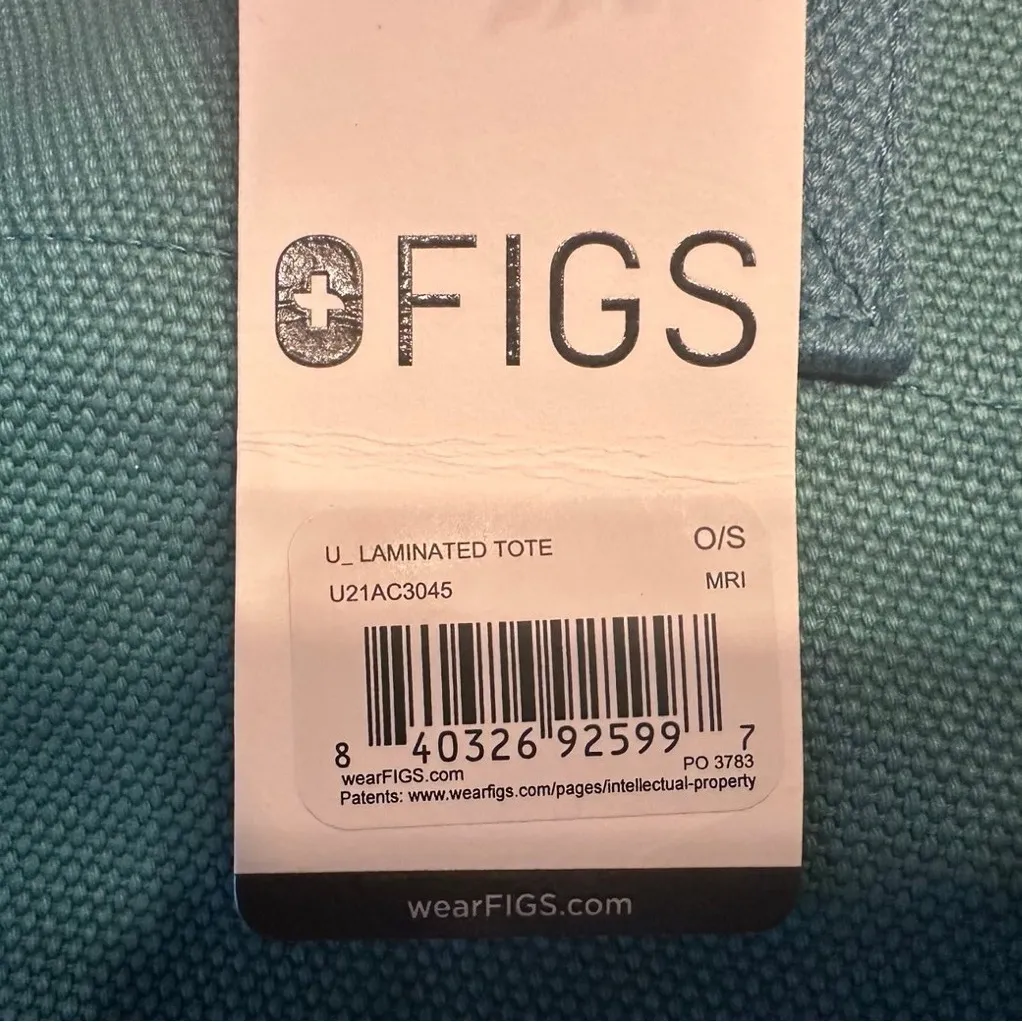 FIGS
U_ LAMINATED TOTE O/S
U21AC3045 MRI
8 40326 92599 7
wearFIGS.com PO 3783
Patents: www.wearfigs.com/pages/intellectual-property
wearFIGS.com